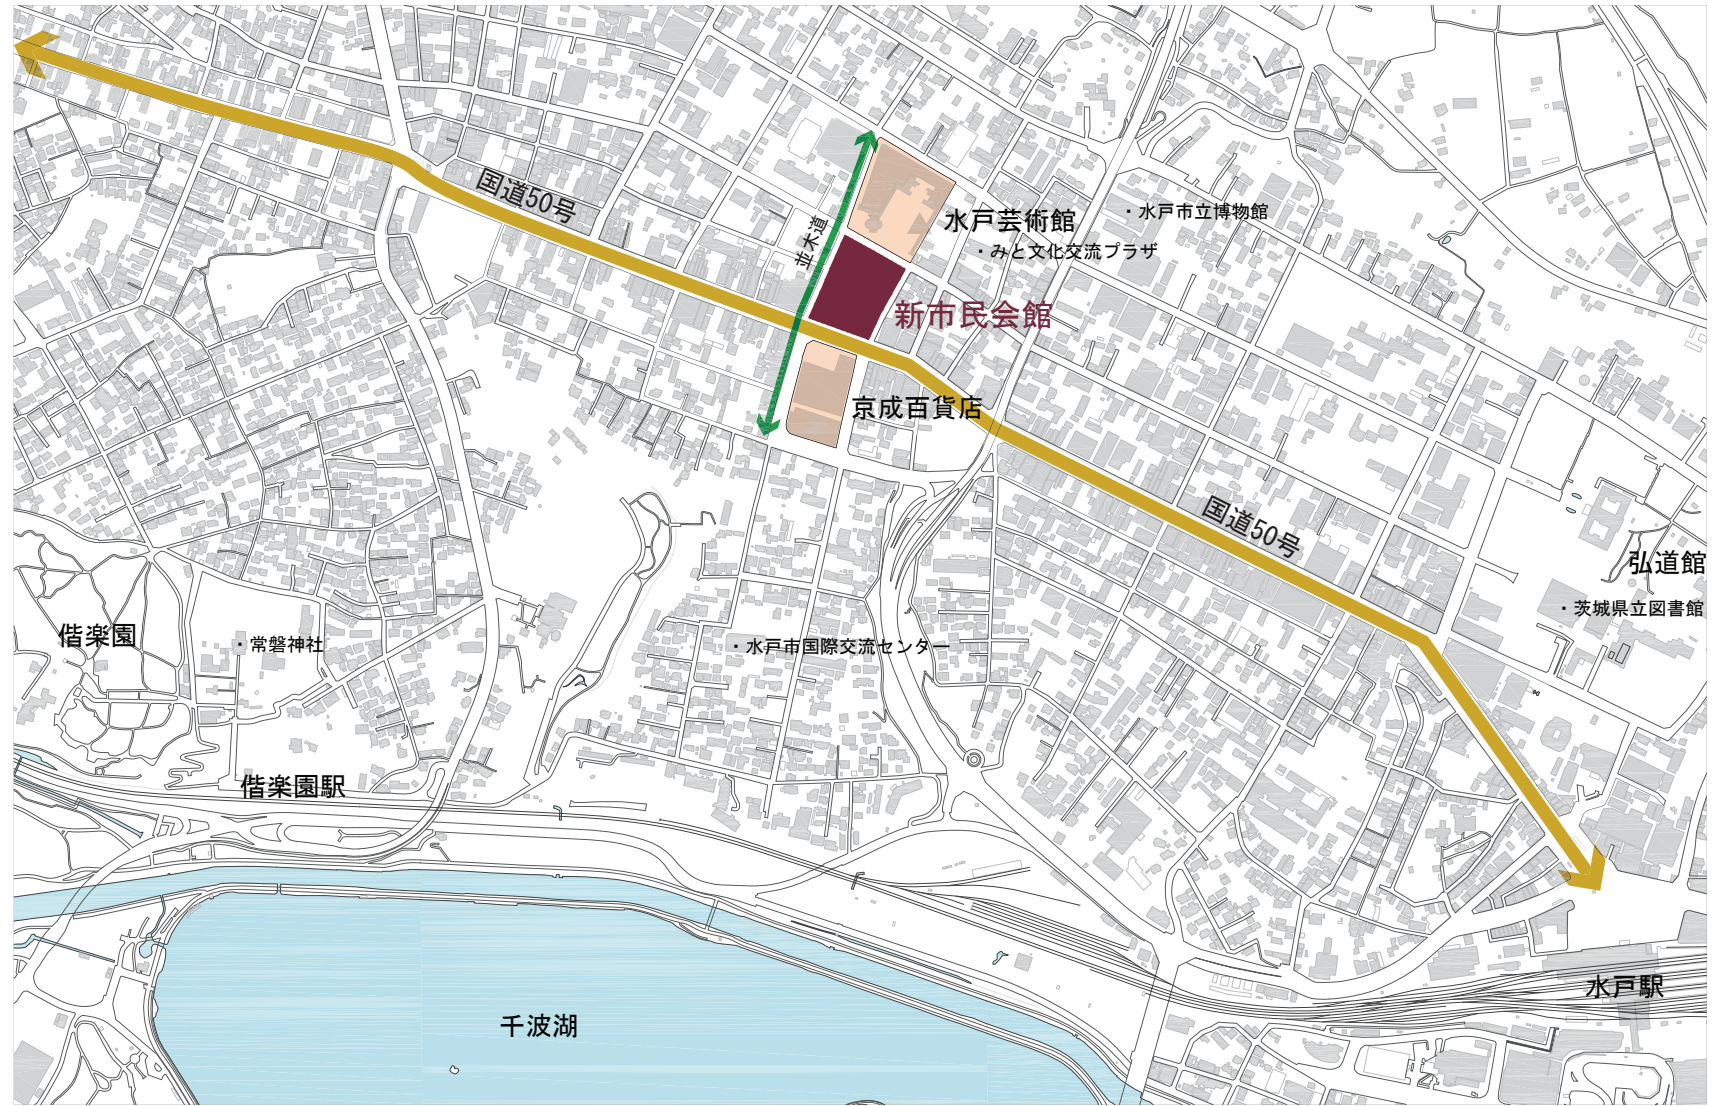 国道50号
並木道
水戸芸術館
・水戸市立博物館
・みと文化交流プラザ
新市民会館
京成百貨店
国道50号
弘道館
・茨城県立図書館
偕楽園
・常磐神社
・水戸市国際交流センター
偕楽園駅
水戸駅
千波湖